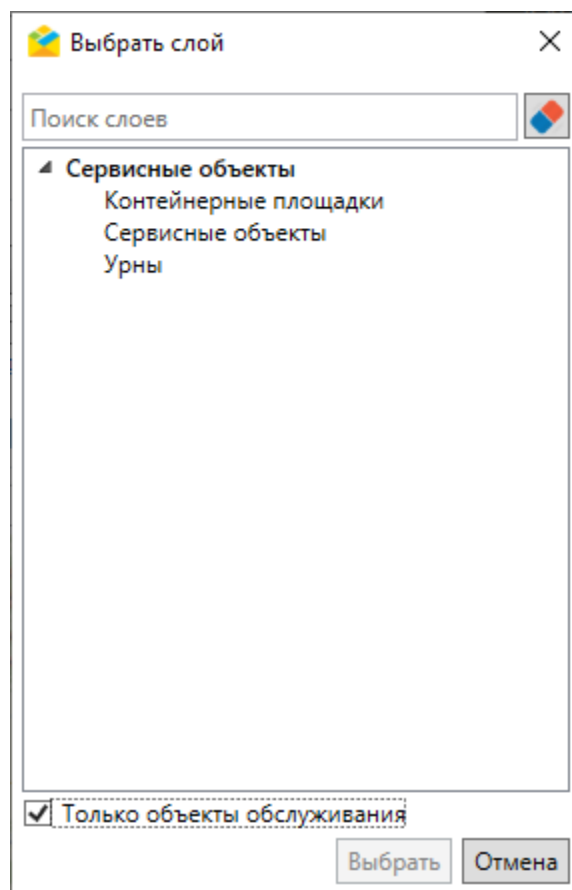 Выбрать слой
Поиск слоев
Сервисные объекты
Контейнерные площадки
Сервисные объекты
Урны
Только объекты обслуживания
Выбрать Отмена